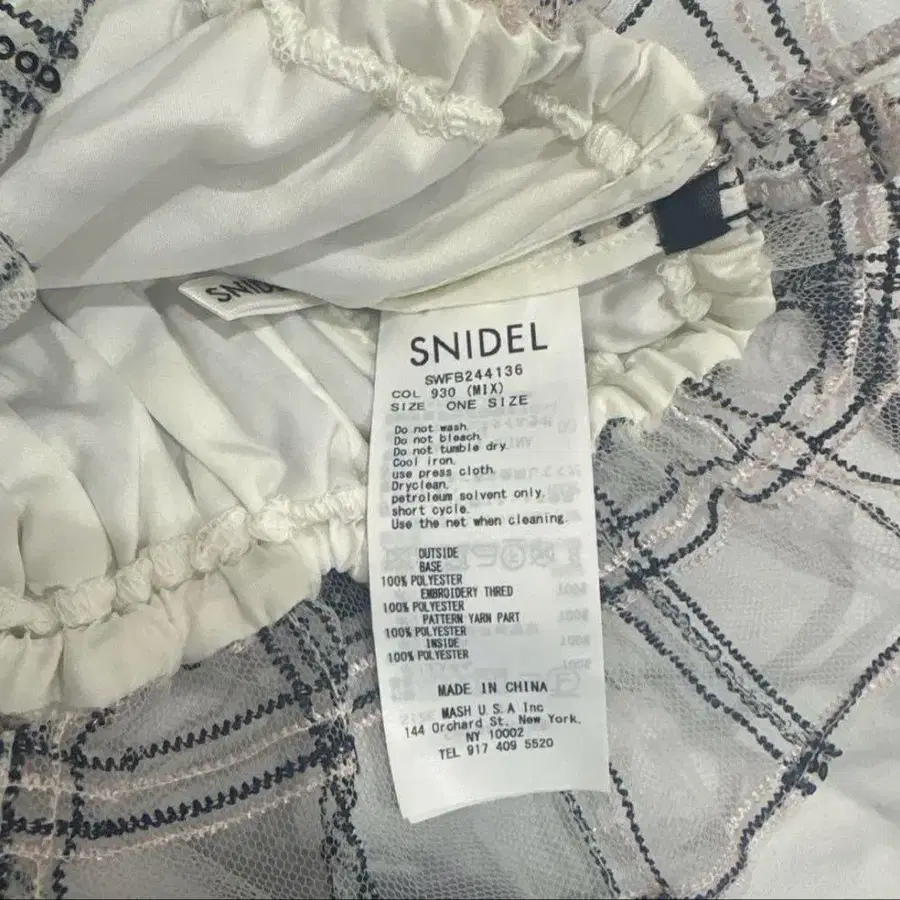 OOD
SNIDEL
SNIDEL
SWFB244136
COL 930 (MIX)
SIZE ONE SIZE
Do not wash.
Do not bleach.
Do not tumble dry.
Cool iron.
use press cloth.
Dryclean.
petroleum solvent only.
short cycle.
Use the net when cleaning.
OUTSIDE
BASE
100% POLYESTER
EMBROIDERY THRED
100% POLYESTER
PATTERN YARN PART
100% POLYESTER
INSIDE
100% POLYESTER
MADE IN CHINA
MASH U.S.A Inc
144 Orchard St. New York,
NY 10002
TEL 917 409 5520